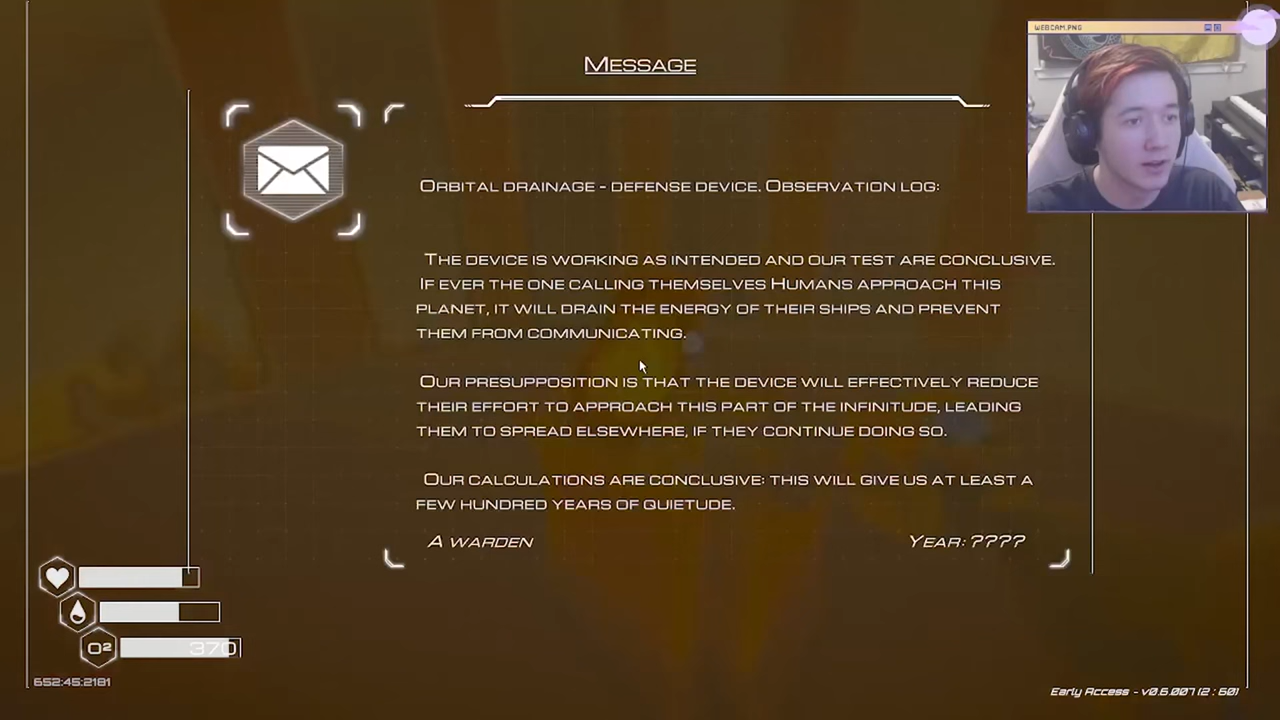 WEBCAM.PNG
MESSAGE
ORBITAL DRAINAGE - DEFENSE DEVICE. OBSERVATION LOG:
THE DEVICE IS WORKING AS INTENDED AND OUR TEST ARE CONCLUSIVE.
IF EVER THE ONE CALLING THEMSELVES HUMANS APPROACH THIS
PLANET, IT WILL DRAIN THE ENERGY OF THEIR SHIPS AND PREVENT
THEM FROM COMMUNICATING.
OUR PRESUPPOSITION IS THAT THE DEVICE WILL EFFECTIVELY REDUCE
THEIR EFFORT TO APPROACH THIS PART OF THE INFINITUDE, LEADING
THEM TO SPREAD ELSEWHERE, IF THEY CONTINUE DOING SO.
OUR CALCULATIONS ARE CONCLUSIVE: THIS WILL GIVE US AT LEAST A
FEW HUNDRED YEARS OF QUIETUDE.
A WARDEN
YEAR: ????
O² 370
652:45:2181
Early Access - v0.6.007 (2 : 60)